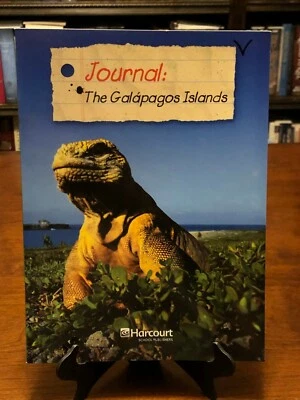 Journal:
The Galápagos Islands
Harcourt
SCHOOL PUBLISHERS